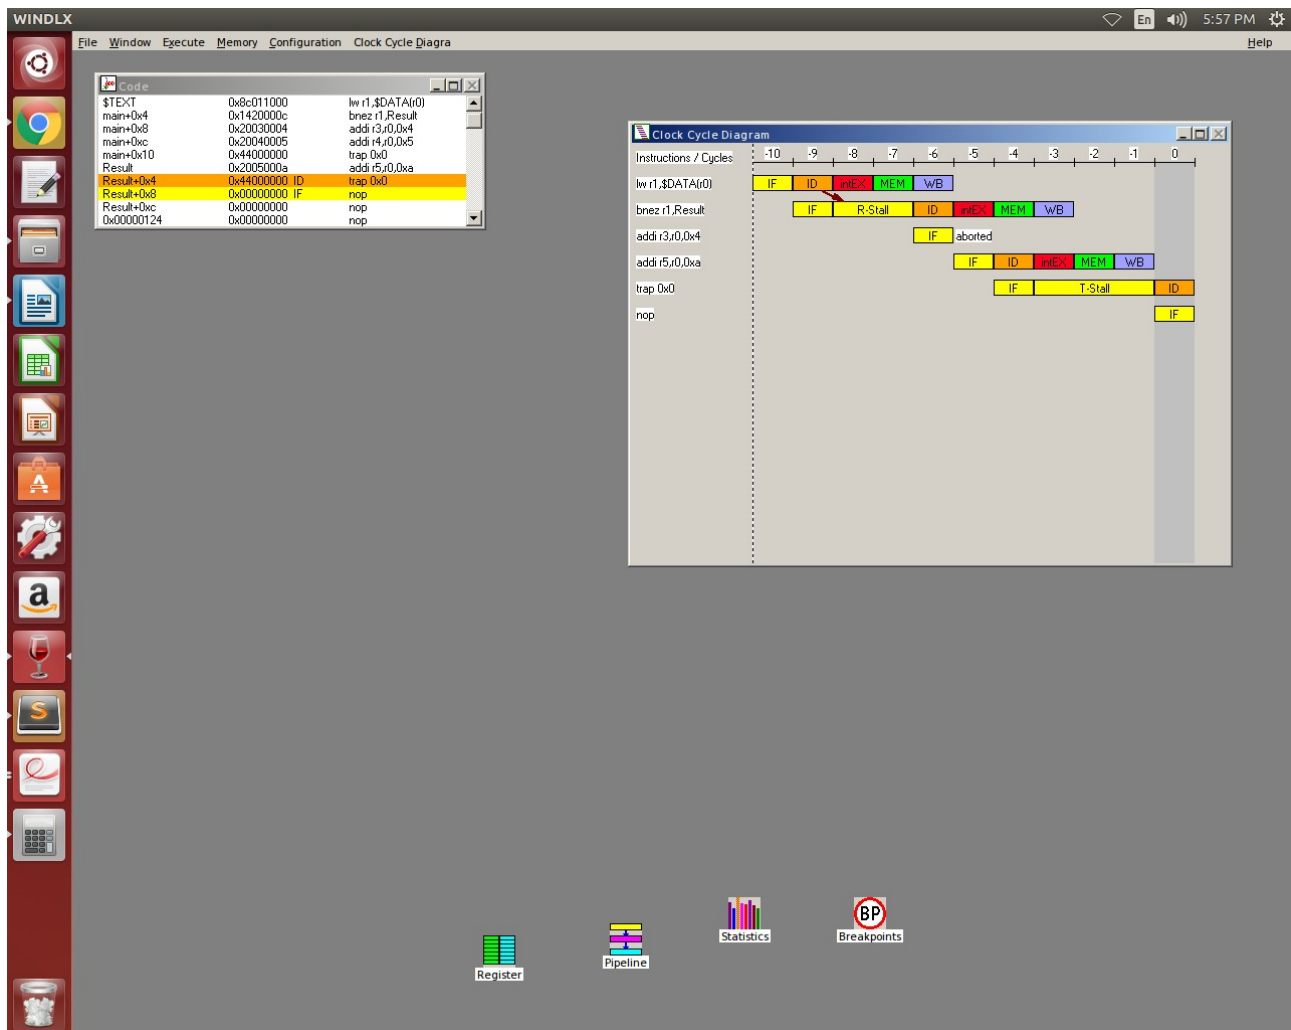 WINDLX En 5:57 PM
File Window Execute Memory Configuration Clock Cycle Diagra Help
Code
$TEXT 0x8c011000 lw r1,$DATA(r0)
main+0x4 0x1420000c bnez r1,Result
main+0x8 0x20030004 addi r3,r0,0x4
main+0xc 0x20040005 addi r4,r0,0x5
main+0x10 0x44000000 trap 0x0
Result 0x2005000a addi r5,r0,0xa
Result+0x4 0x44000000 ID trap 0x0
Result+0x8 0x00000000 IF nop
Result+0xc 0x00000000 nop
0x00000124 0x00000000 nop
Clock Cycle Diagram
Instructions / Cycles -10 -9 -8 -7 -6 -5 -4 -3 -2 -1 0
lw r1,$DATA(r0) IF ID intEX MEM WB
bnez r1,Result IF R-Stall ID intEX MEM WB
addi r3,r0,0x4 IF aborted
addi r5,r0,0xa IF ID intEX MEM WB
trap 0x0 IF T-Stall ID
nop IF
a
S
BP
Statistics
Breakpoints
Pipeline
Register